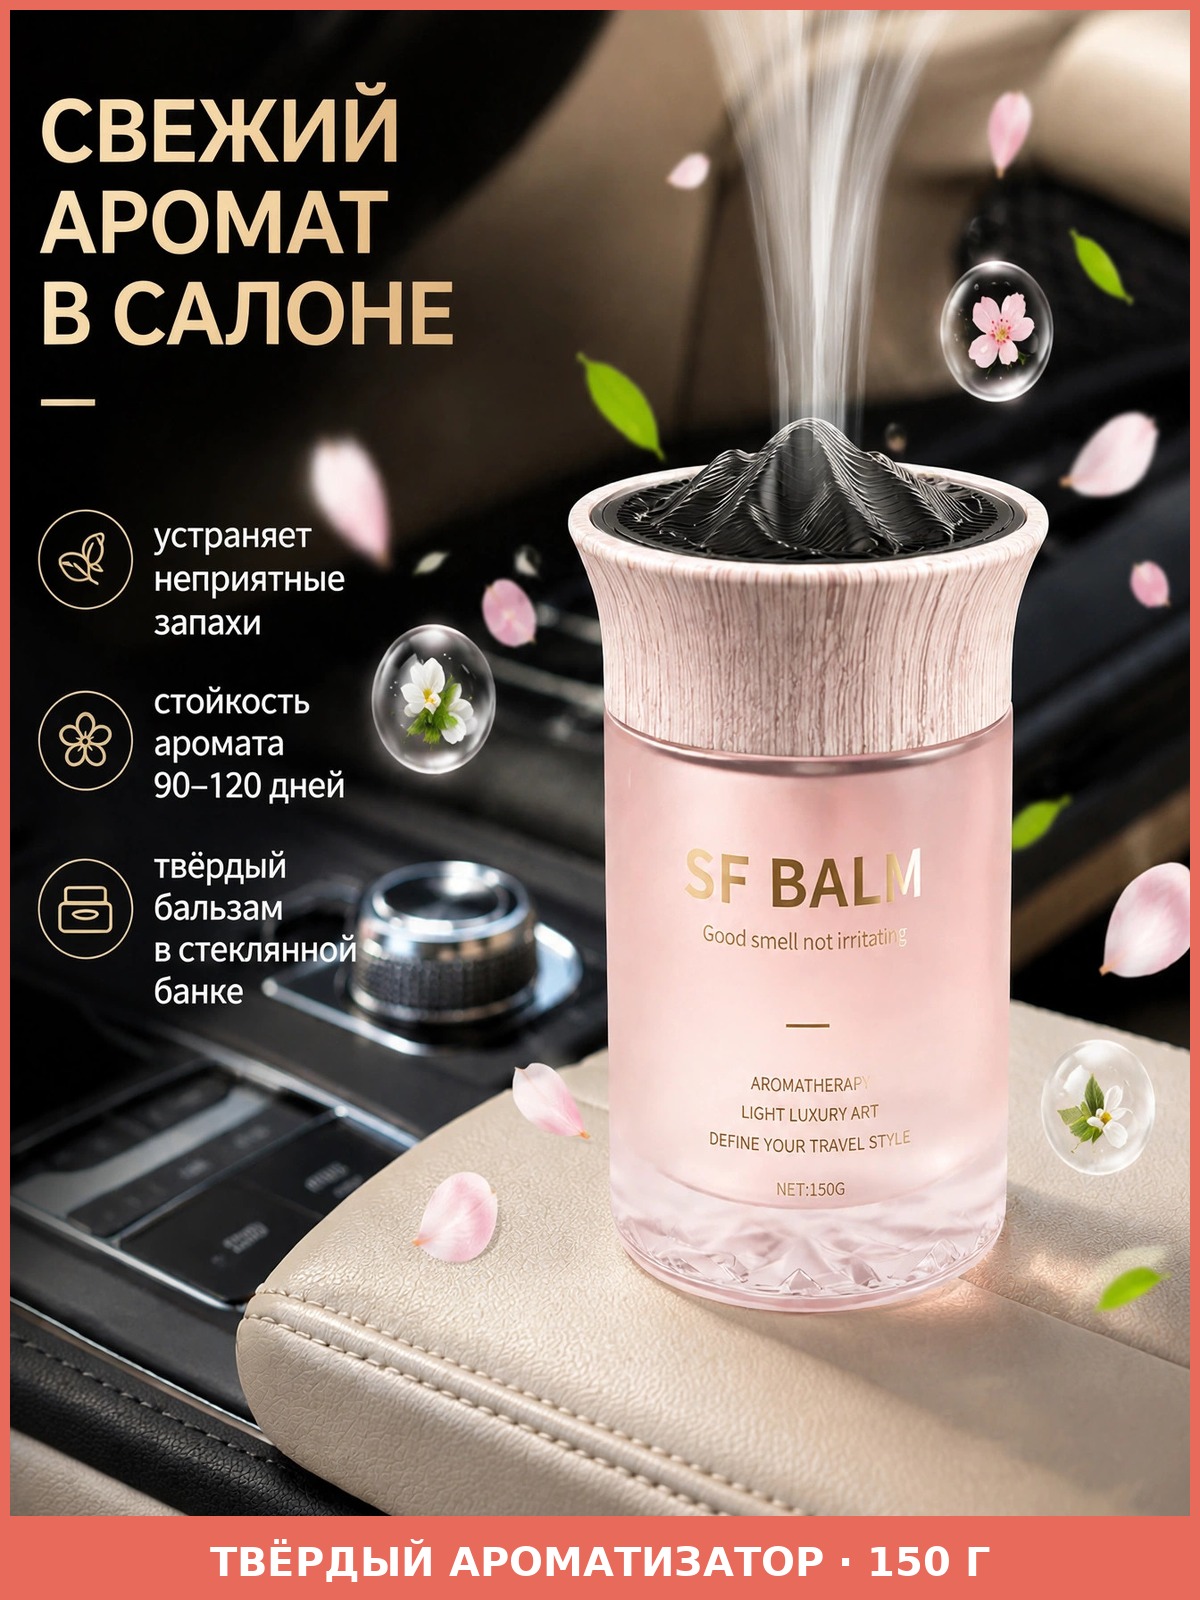 СВЕЖИЙ
АРОМАТ
В САЛОНЕ
устраняет
неприятные
запахи
стойкость
аромата
90–120 дней
твёрдый
бальзам
в стеклянной
банке
SF BALM
Good smell not irritating
AROMATHERAPY
LIGHT LUXURY ART
DEFINE YOUR TRAVEL STYLE
NET:150G
ТВЁРДЫЙ АРОМАТИЗАТОР · 150 Г